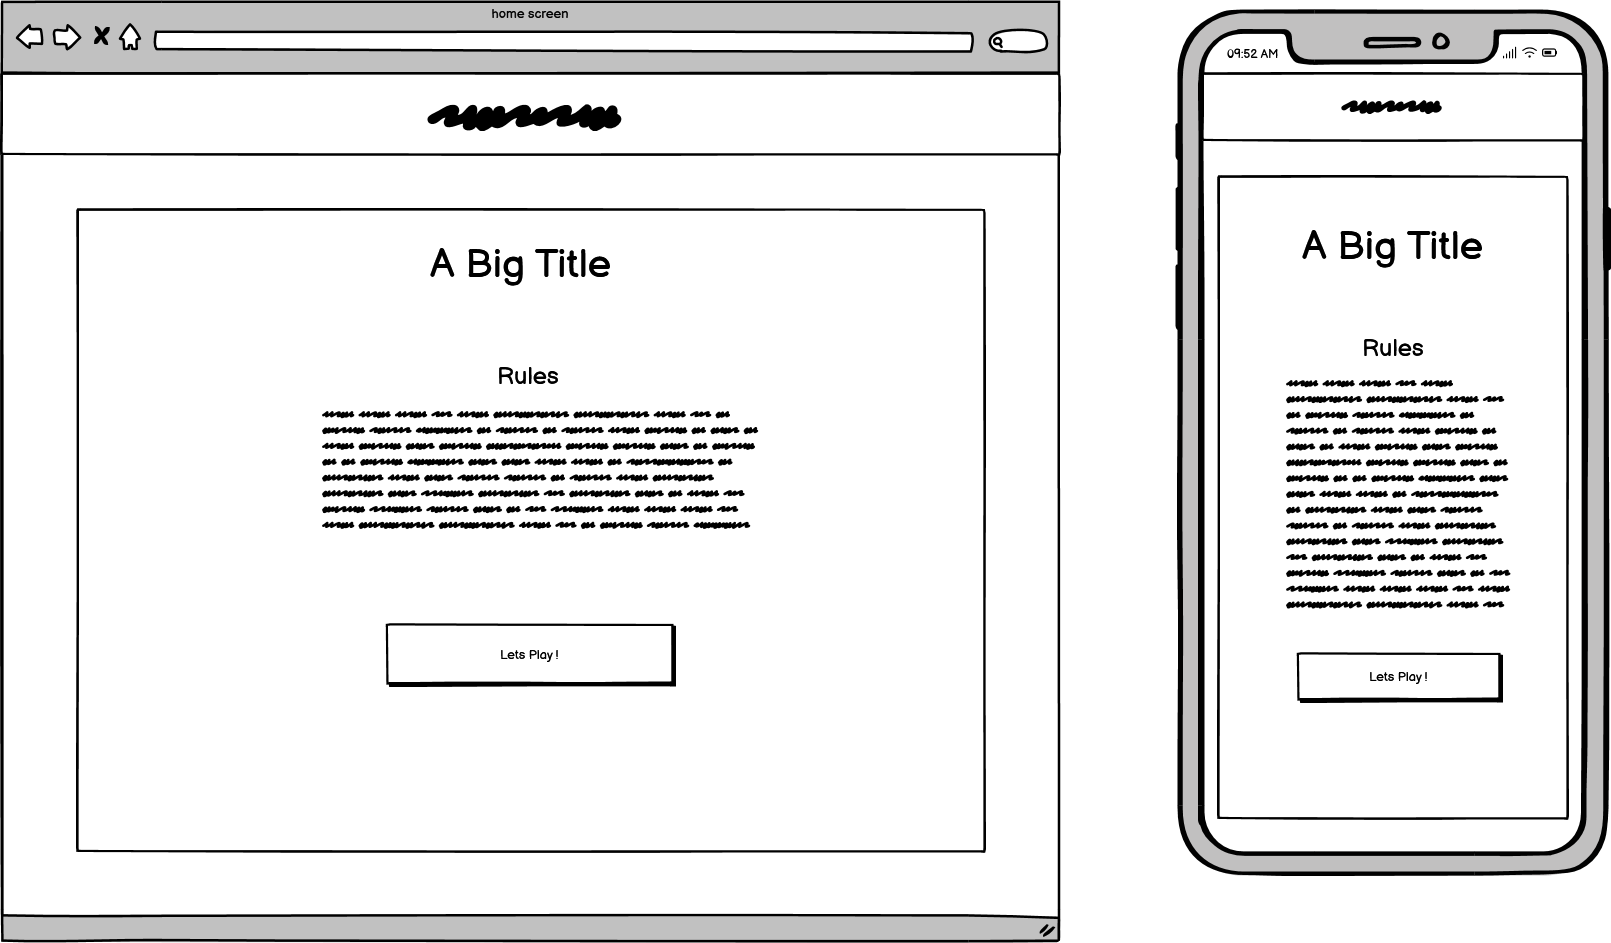 home screen
A Big Title
Rules
Lets Play!
09:52 AM
A Big Title
Rules
Lets Play!